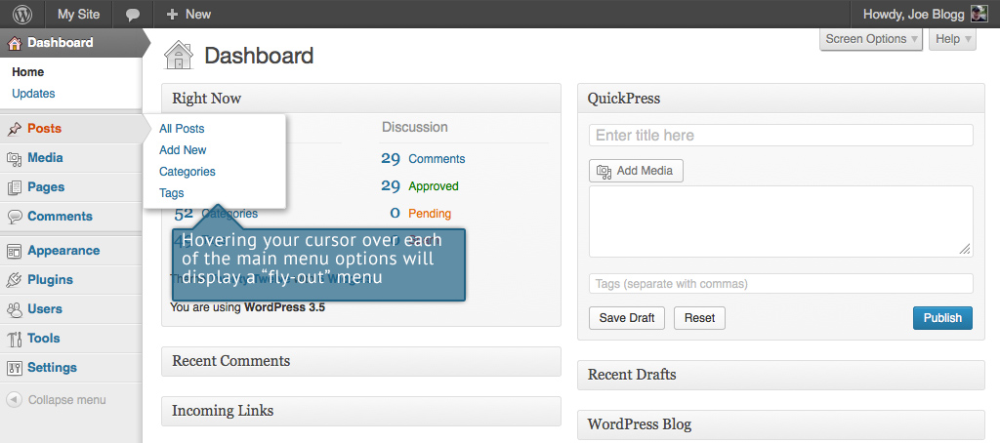 My Site
New
Howdy, Joe Blogg
Dashboard
Home
Updates
Posts
Media
Pages
Comments
Appearance
Plugins
Users
Tools
Settings
Collapse menu
All Posts
Add New
Categories
Tags
Screen Options
Help
Dashboard
Right Now
Discussion
29 Comments
29 Approved
52 Categories
0 Pending
Hovering your cursor over each
of the main menu options will
display a “fly-out” menu
You are using WordPress 3.5
Recent Comments
Incoming Links
QuickPress
Enter title here
Add Media
Tags (separate with commas)
Save Draft
Reset
Publish
Recent Drafts
WordPress Blog